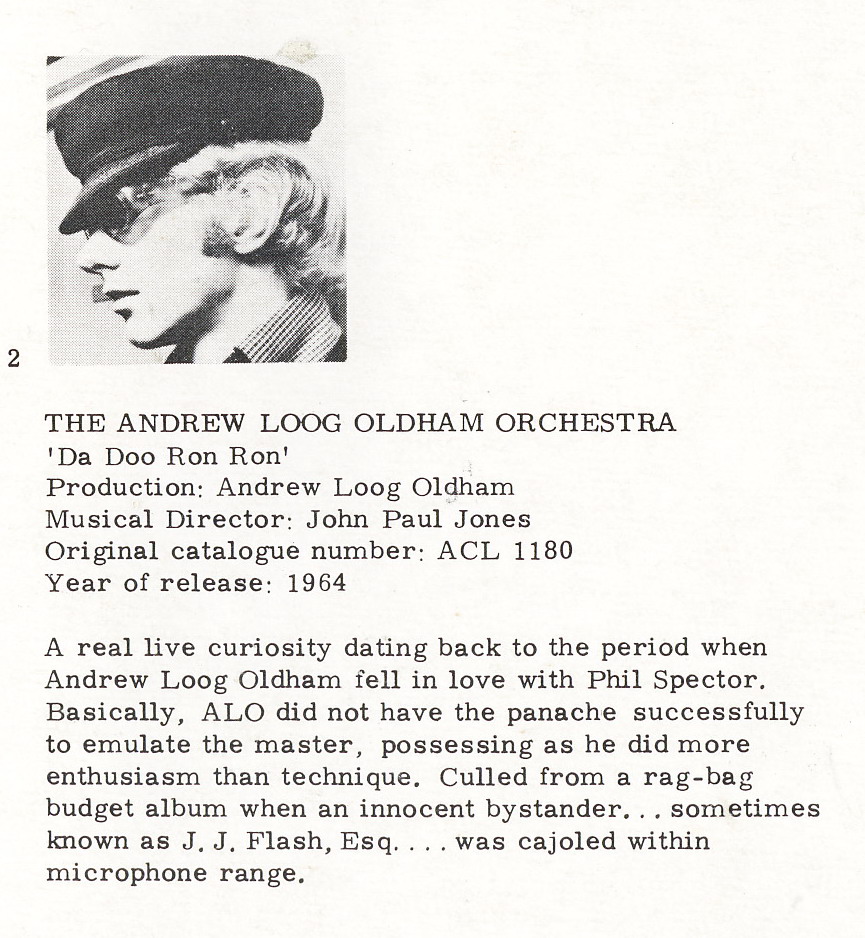 2
THE ANDREW LOOG OLDHAM ORCHESTRA
'Da Doo Ron Ron'
Production: Andrew Loog Oldham
Musical Director: John Paul Jones
Original catalogue number: ACL 1180
Year of release: 1964
A real live curiosity dating back to the period when
Andrew Loog Oldham fell in love with Phil Spector.
Basically, ALO did not have the panache successfully
to emulate the master, possessing as he did more
enthusiasm than technique. Culled from a rag-bag
budget album when an innocent bystander... sometimes
known as J. J. Flash, Esq.... was cajoled within
microphone range.